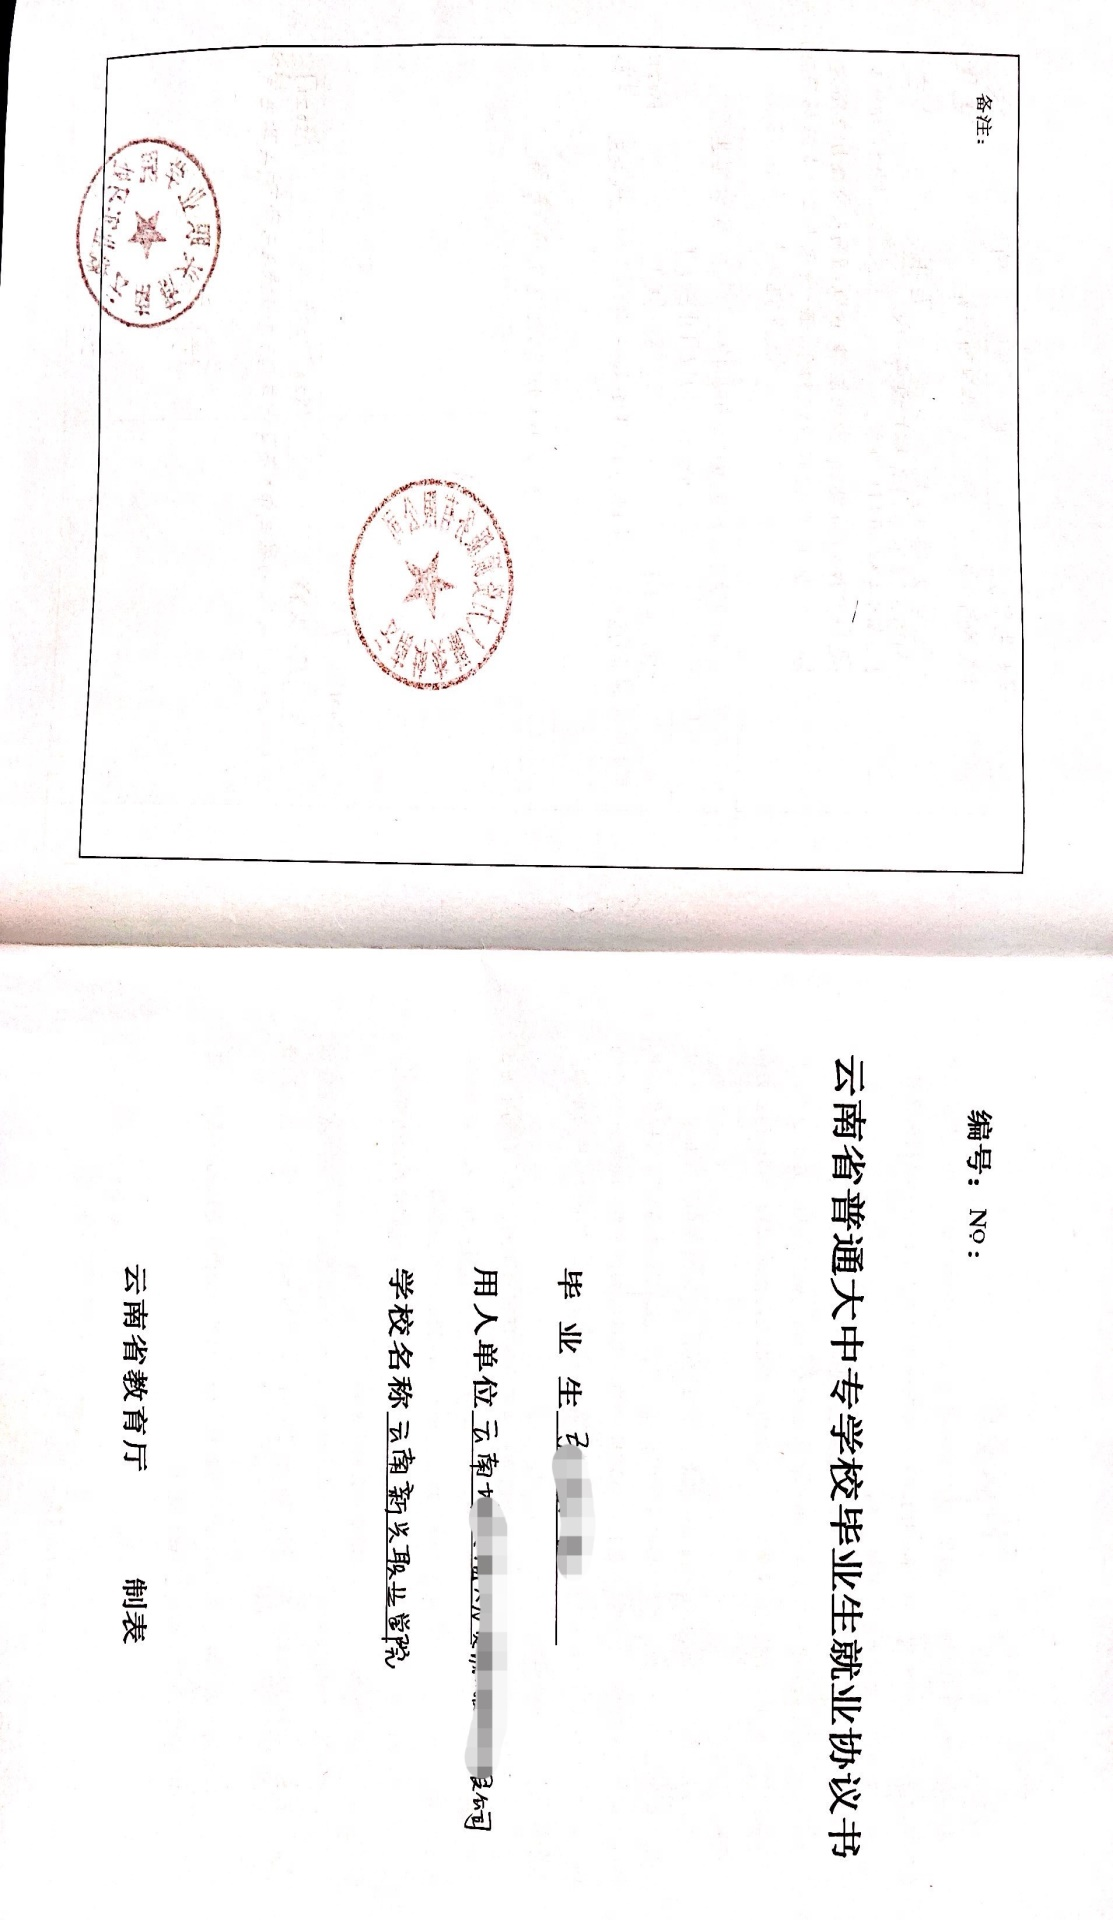 备注:
编号: №:
云南省普通大中专学校毕业生就业协议书
毕业生
用人单位云南
学校名称云南新兴职业学院
云南省教育厅 制表